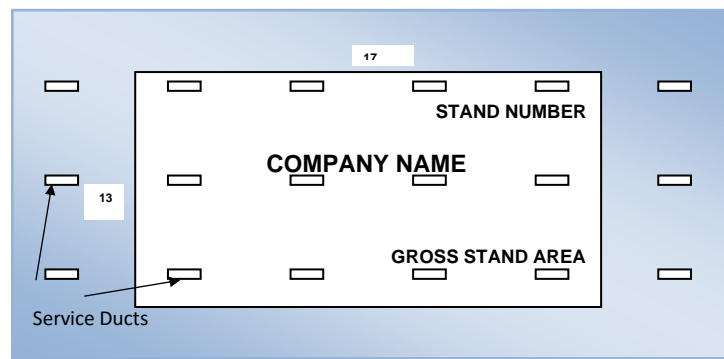 17
STAND NUMBER
COMPANY NAME
13
GROSS STAND AREA
Service Ducts